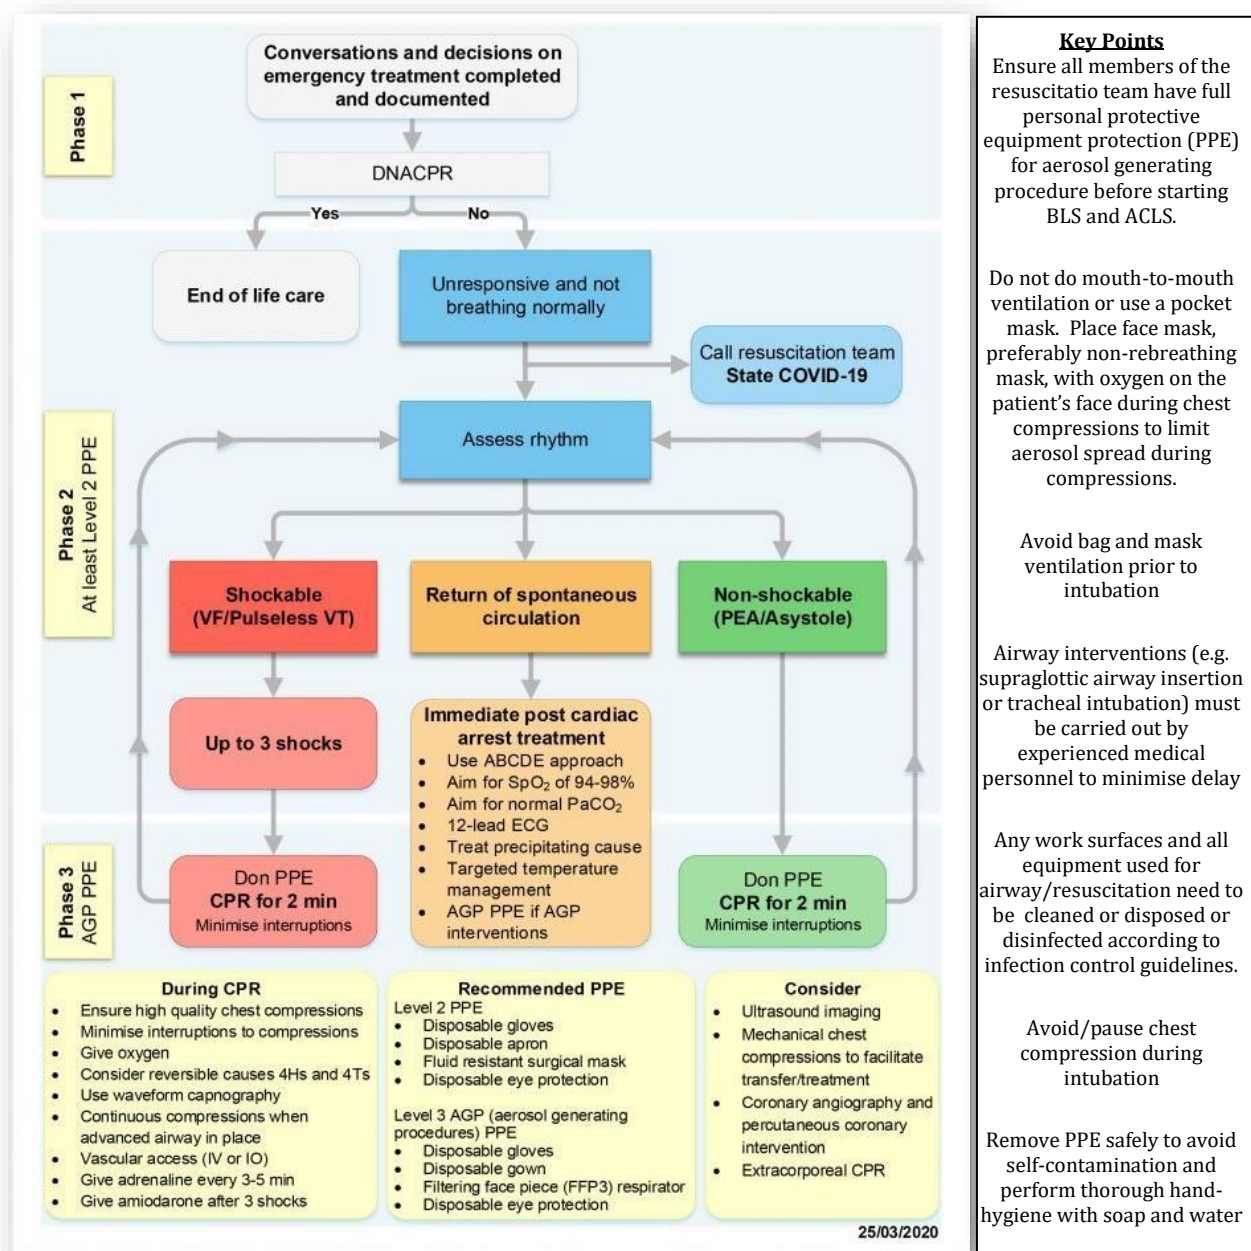 Phase 1
Conversations and decisions on
emergency treatment completed
and documented
DNACPR
Yes
No
Phase 2
At least Level 2 PPE
End of life care
Unresponsive and not
breathing normally
Call resuscitation team
State COVID-19
Assess rhythm
Shockable
(VF/Pulseless VT)
Return of spontaneous
circulation
Non-shockable
(PEA/Asystole)
Up to 3 shocks
Immediate post cardiac
arrest treatment
• Use ABCDE approach
• Aim for SpO₂ of 94-98%
• Aim for normal PaCO₂
• 12-lead ECG
• Treat precipitating cause
• Targeted temperature
management
• AGP PPE if AGP
interventions
Phase 3
AGP PPE
Don PPE
CPR for 2 min
Minimise interruptions
Don PPE
CPR for 2 min
Minimise interruptions
During CPR
• Ensure high quality chest compressions
• Minimise interruptions to compressions
• Give oxygen
• Consider reversible causes 4Hs and 4Ts
• Use waveform capnography
• Continuous compressions when
advanced airway in place
• Vascular access (IV or IO)
• Give adrenaline every 3-5 min
• Give amiodarone after 3 shocks
Recommended PPE
Level 2 PPE
• Disposable gloves
• Disposable apron
• Fluid resistant surgical mask
• Disposable eye protection
Level 3 AGP (aerosol generating
procedures) PPE
• Disposable gloves
• Disposable gown
• Filtering face piece (FFP3) respirator
• Disposable eye protection
Consider
• Ultrasound imaging
• Mechanical chest
compressions to facilitate
transfer/treatment
• Coronary angiography and
percutaneous coronary
intervention
• Extracorporeal CPR
25/03/2020
Key Points
Ensure all members of the
resuscitatio team have full
personal protective
equipment protection (PPE)
for aerosol generating
procedure before starting
BLS and ACLS.
Do not do mouth-to-mouth
ventilation or use a pocket
mask. Place face mask,
preferably non-rebreathing
mask, with oxygen on the
patient's face during chest
compressions to limit
aerosol spread during
compressions.
Avoid bag and mask
ventilation prior to
intubation
Airway interventions (e.g.
supraglottic airway insertion
or tracheal intubation) must
be carried out by
experienced medical
personnel to minimise delay
Any work surfaces and all
equipment used for
airway/resuscitation need to
be cleaned or disposed or
disinfected according to
infection control guidelines.
Avoid/pause chest
compression during
intubation
Remove PPE safely to avoid
self-contamination and
perform thorough hand-
hygiene with soap and water